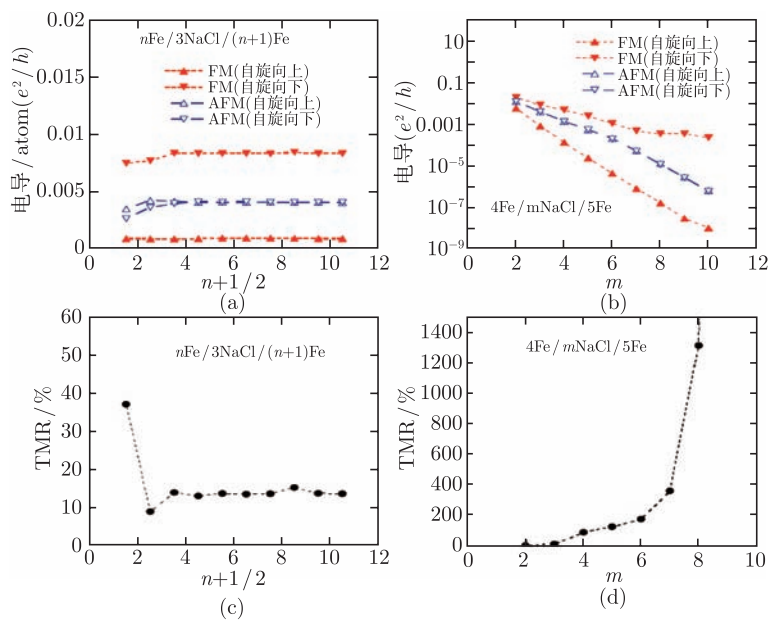 0.02
0.015
0.01
0.005
0
电导/atom(e²/h)
nFe/3NaCl/(n+1)Fe
FM(自旋向上)
FM(自旋向下)
AFM(自旋向上)
AFM(自旋向下)
0 2 4 6 8 10 12
n+1/2
(a)
10
0.1
0.001
10⁻⁵
10⁻⁷
10⁻⁹
电导(e²/h)
FM(自旋向上)
FM(自旋向下)
AFM(自旋向上)
AFM(自旋向下)
4Fe/mNaCl/5Fe
0 2 4 6 8 10 12
m
(b)
60
50
40
30
20
10
0
TMR/%
nFe/3NaCl/(n+1)Fe
0 2 4 6 8 10 12
n+1/2
(c)
1400
1200
1000
800
600
400
200
0
TMR/%
4Fe/mNaCl/5Fe
0 2 4 6 8 10
m
(d)